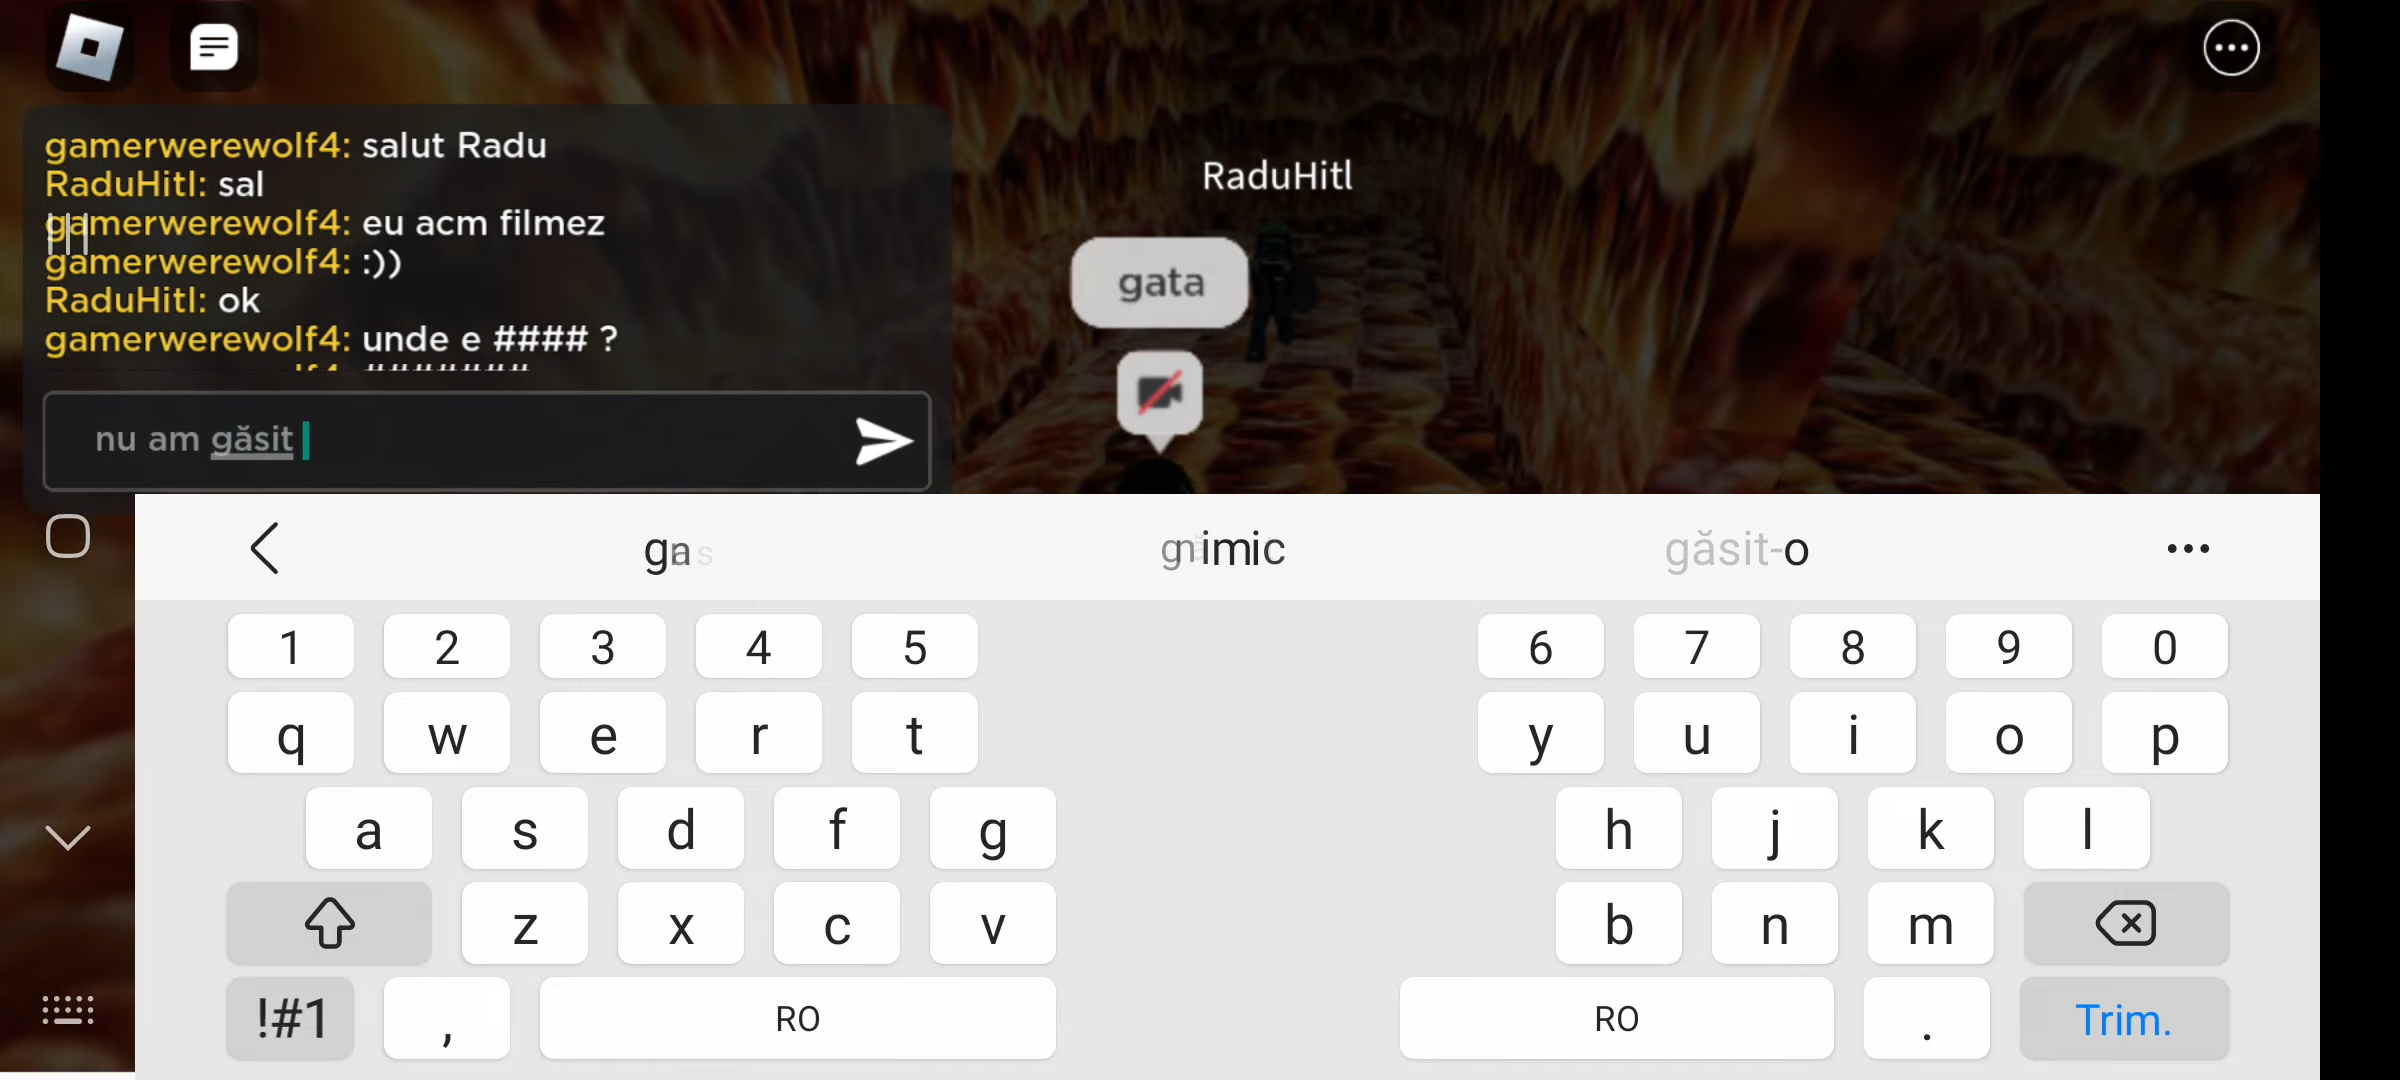 gamerwerewolf4: salut Radu
RaduHitl: sal
gamerwerewolf4: eu acm filmez
gamerwerewolf4: :))
RaduHitl: ok
gamerwerewolf4: unde e #### ?
RaduHitl
gata
nu am găsit
nimic
găsit-o
1 2 3 4 5 6 7 8 9 0
q w e r t y u i o p
a s d f g h j k l
z x c v b n m
!#1 , RO RO . Trim.